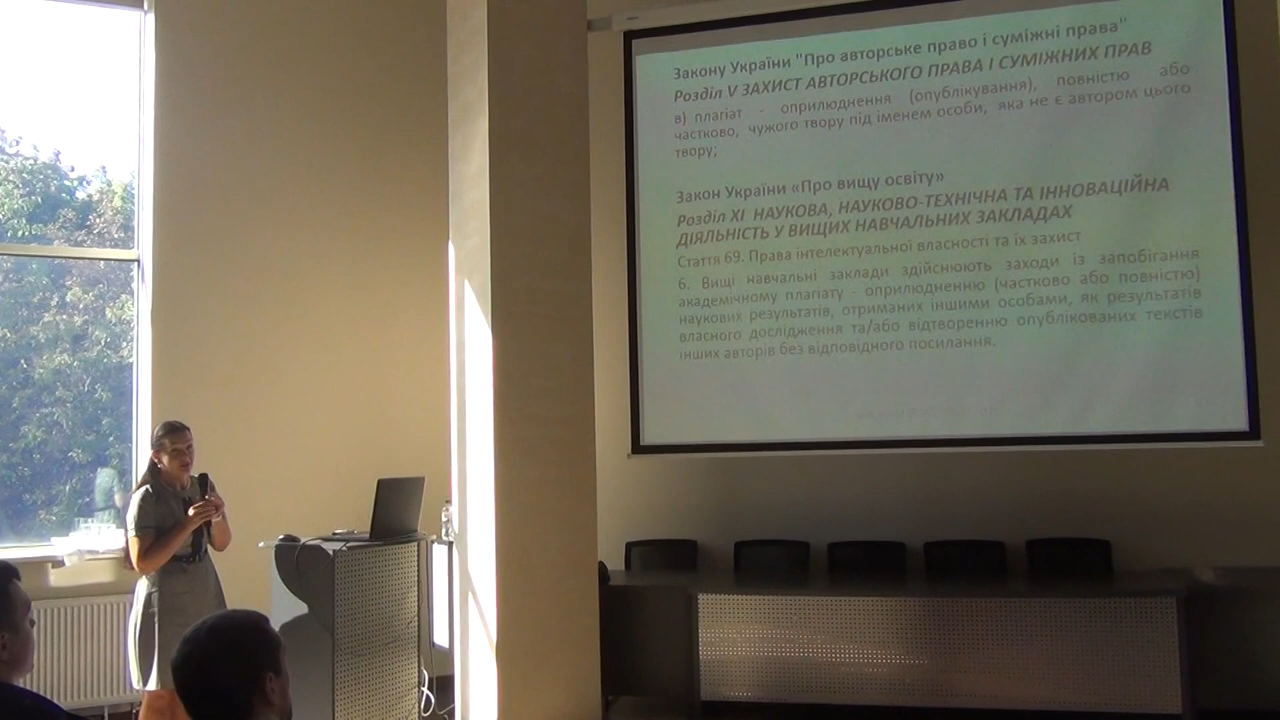 Закону України "Про авторське право і суміжні права"
Розділ V ЗАХИСТ АВТОРСЬКОГО ПРАВА І СУМІЖНИХ ПРАВ
в) плагіат - оприлюднення (опублікування), повністю або
частково, чужого твору під іменем особи, яка не є автором цього
твору;
Закон України «Про вищу освіту»
Розділ XI НАУКОВА, НАУКОВО-ТЕХНІЧНА ТА ІННОВАЦІЙНА
ДІЯЛЬНІСТЬ У ВИЩИХ НАВЧАЛЬНИХ ЗАКЛАДАХ
Стаття 69. Права інтелектуальної власності та їх захист
6. Вищі навчальні заклади здійснюють заходи із запобігання
академічному плагіату - оприлюдненню (частково або повністю)
наукових результатів, отриманих іншими особами, як результатів
власного дослідження та/або відтворенню опублікованих текстів
інших авторів без відповідного посилання.